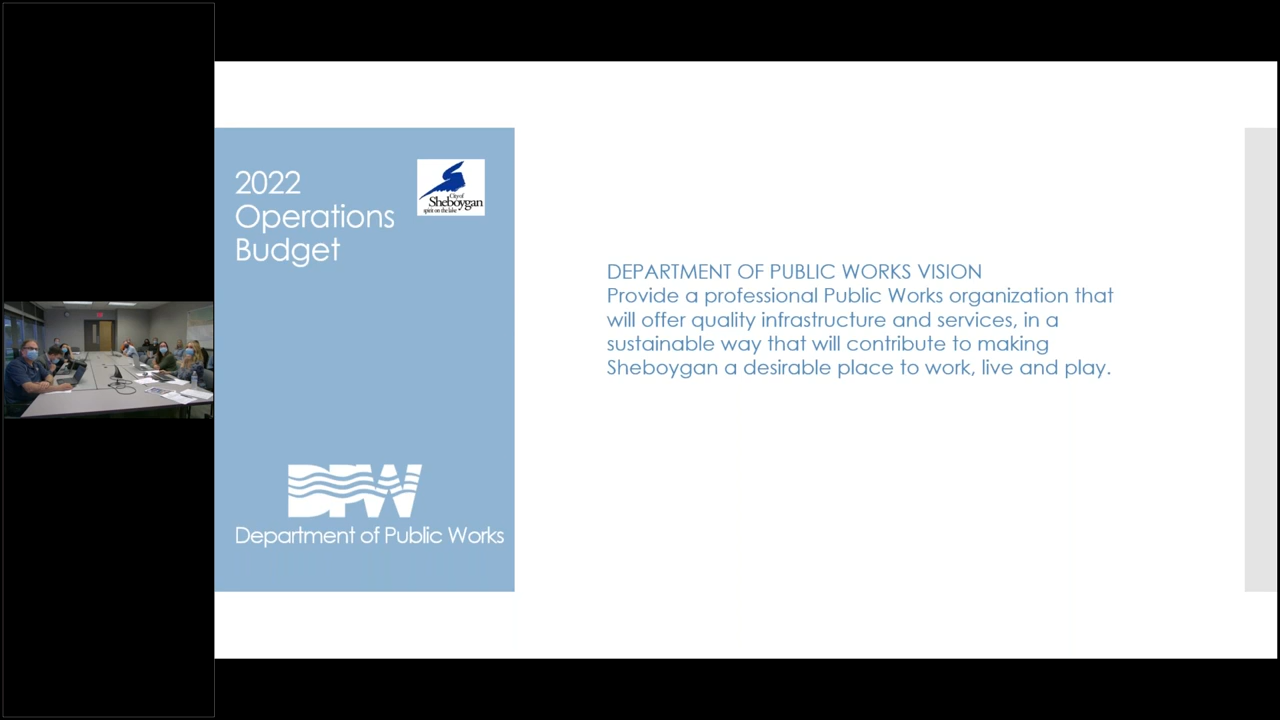 2022
Operations
Budget
City of
Sheboygan
spirit on the lake
DEPARTMENT OF PUBLIC WORKS VISION
Provide a professional Public Works organization that
will offer quality infrastructure and services, in a
sustainable way that will contribute to making
Sheboygan a desirable place to work, live and play.
DPW
Department of Public Works